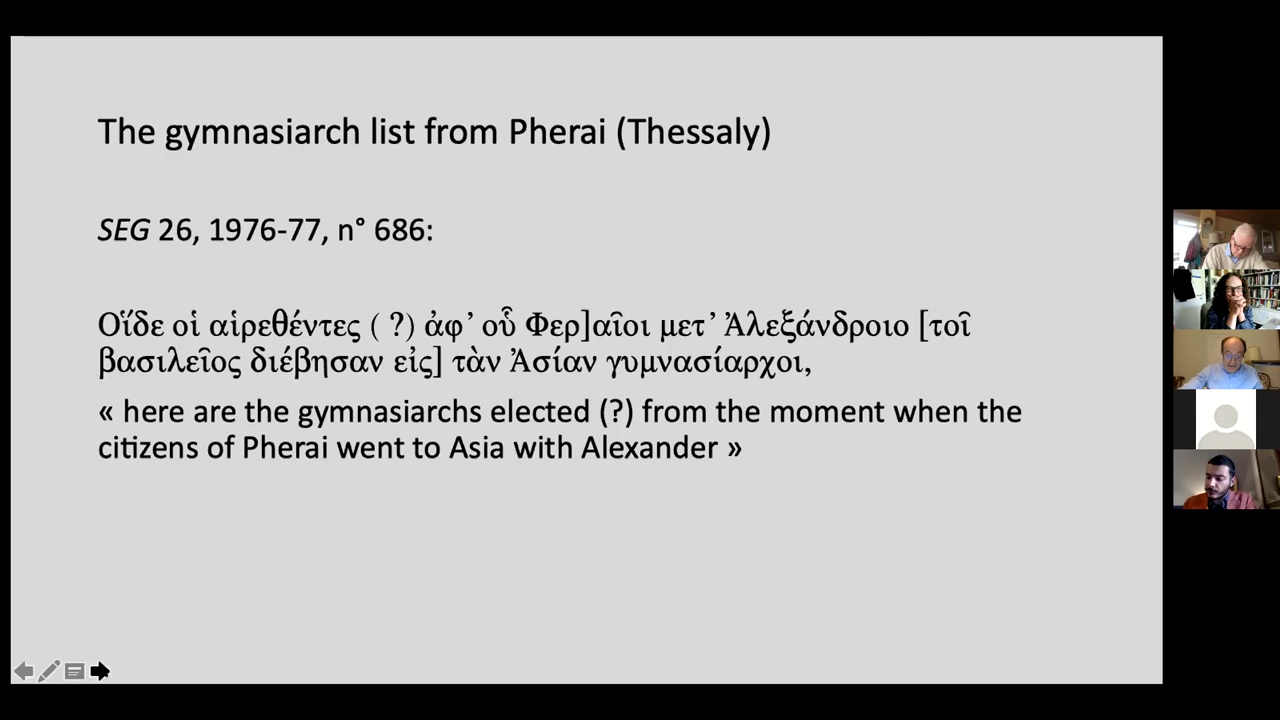 The gymnasiarch list from Pherai (Thessaly)
SEG 26, 1976-77, n° 686:
Οἵδε οἱ αἱρεθέντες ( ?) ἀφ’ οὗ Φερ]αῖοι μετ’ Ἀλεξάνδροιο [τοῖ
βασιλεῖος διέβησαν εἰς] τὰν Ἀσίαν γυμνασίαρχοι,
« here are the gymnasiarchs elected (?) from the moment when the
citizens of Pherai went to Asia with Alexander »